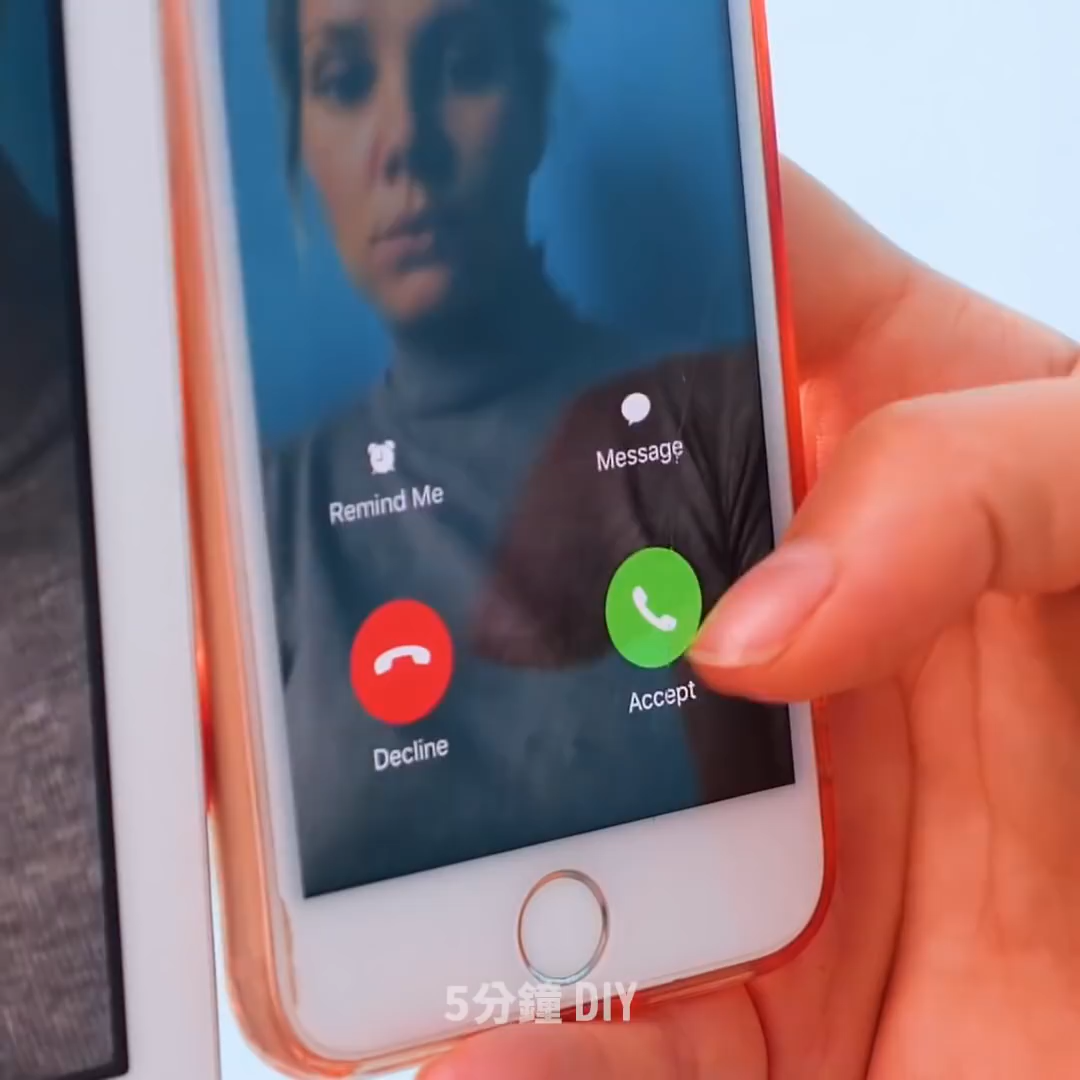 Message
Remind Me
Accept
Decline
5分鐘 DIY